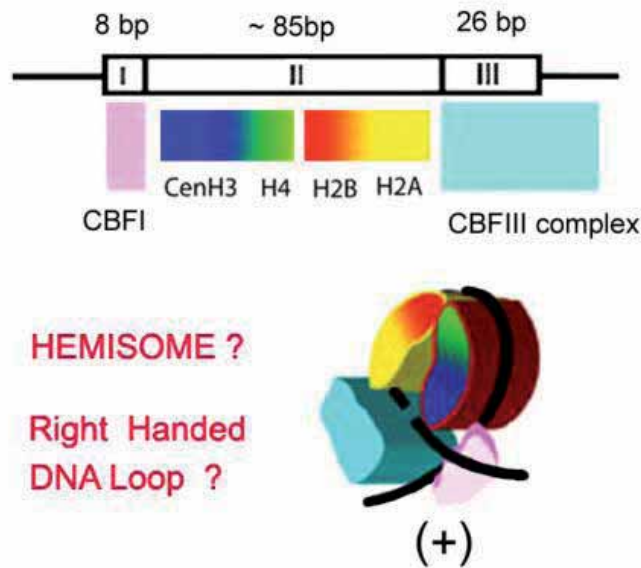 8 bp ~ 85bp 26 bp
I II III
CenH3 H4 H2B H2A
CBFI CBFIII complex
HEMISOME ?
Right Handed
DNA Loop ?
(+)